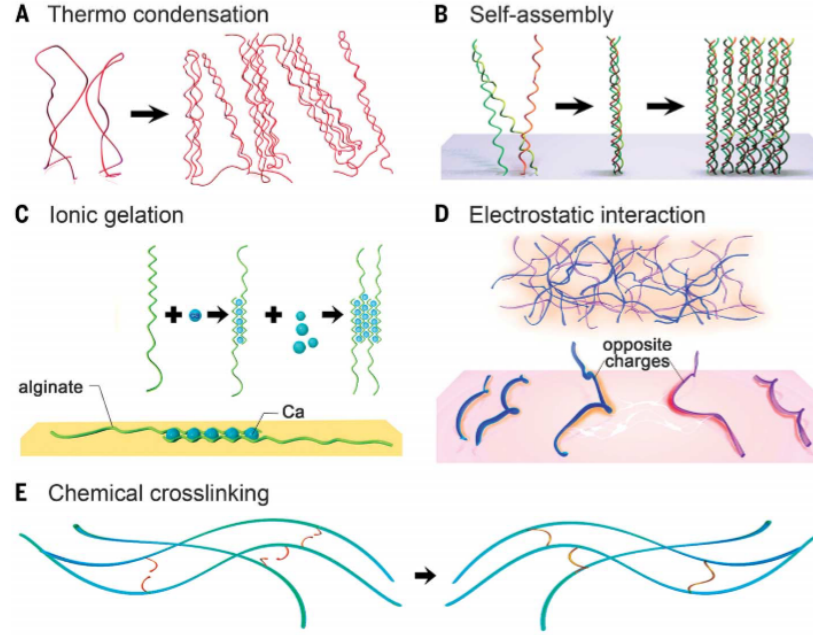 A Thermo condensation
B Self-assembly
C Ionic gelation
alginate
Ca
D Electrostatic interaction
opposite
charges
E Chemical crosslinking